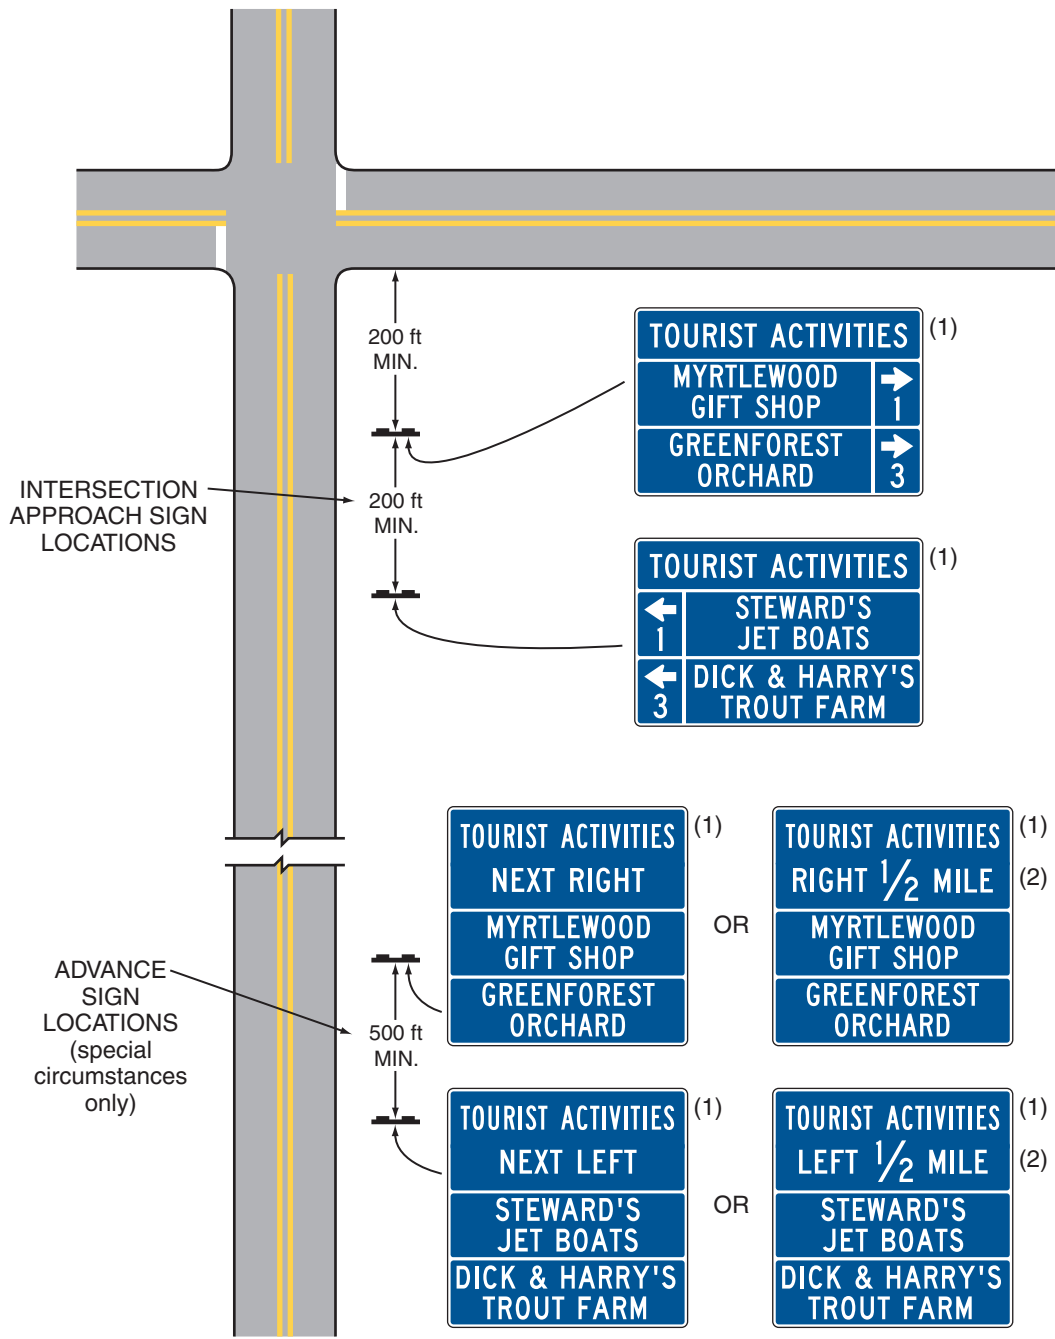 200 ft
MIN.
TOURIST ACTIVITIES (1)
MYRTLEWOOD
GIFT SHOP
1
GREENFOREST
ORCHARD
3
INTERSECTION
APPROACH SIGN
LOCATIONS
200 ft
MIN.
TOURIST ACTIVITIES (1)
1
STEWARD'S
JET BOATS
3
DICK & HARRY'S
TROUT FARM
TOURIST ACTIVITIES (1)
NEXT RIGHT
MYRTLEWOOD
GIFT SHOP
GREENFOREST
ORCHARD
OR
TOURIST ACTIVITIES (1)
RIGHT 1/2 MILE (2)
MYRTLEWOOD
GIFT SHOP
GREENFOREST
ORCHARD
ADVANCE
SIGN
LOCATIONS
(special
circumstances
only)
500 ft
MIN.
TOURIST ACTIVITIES (1)
NEXT LEFT
STEWARD'S
JET BOATS
DICK & HARRY'S
TROUT FARM
OR
TOURIST ACTIVITIES (1)
LEFT 1/2 MILE (2)
STEWARD'S
JET BOATS
DICK & HARRY'S
TROUT FARM